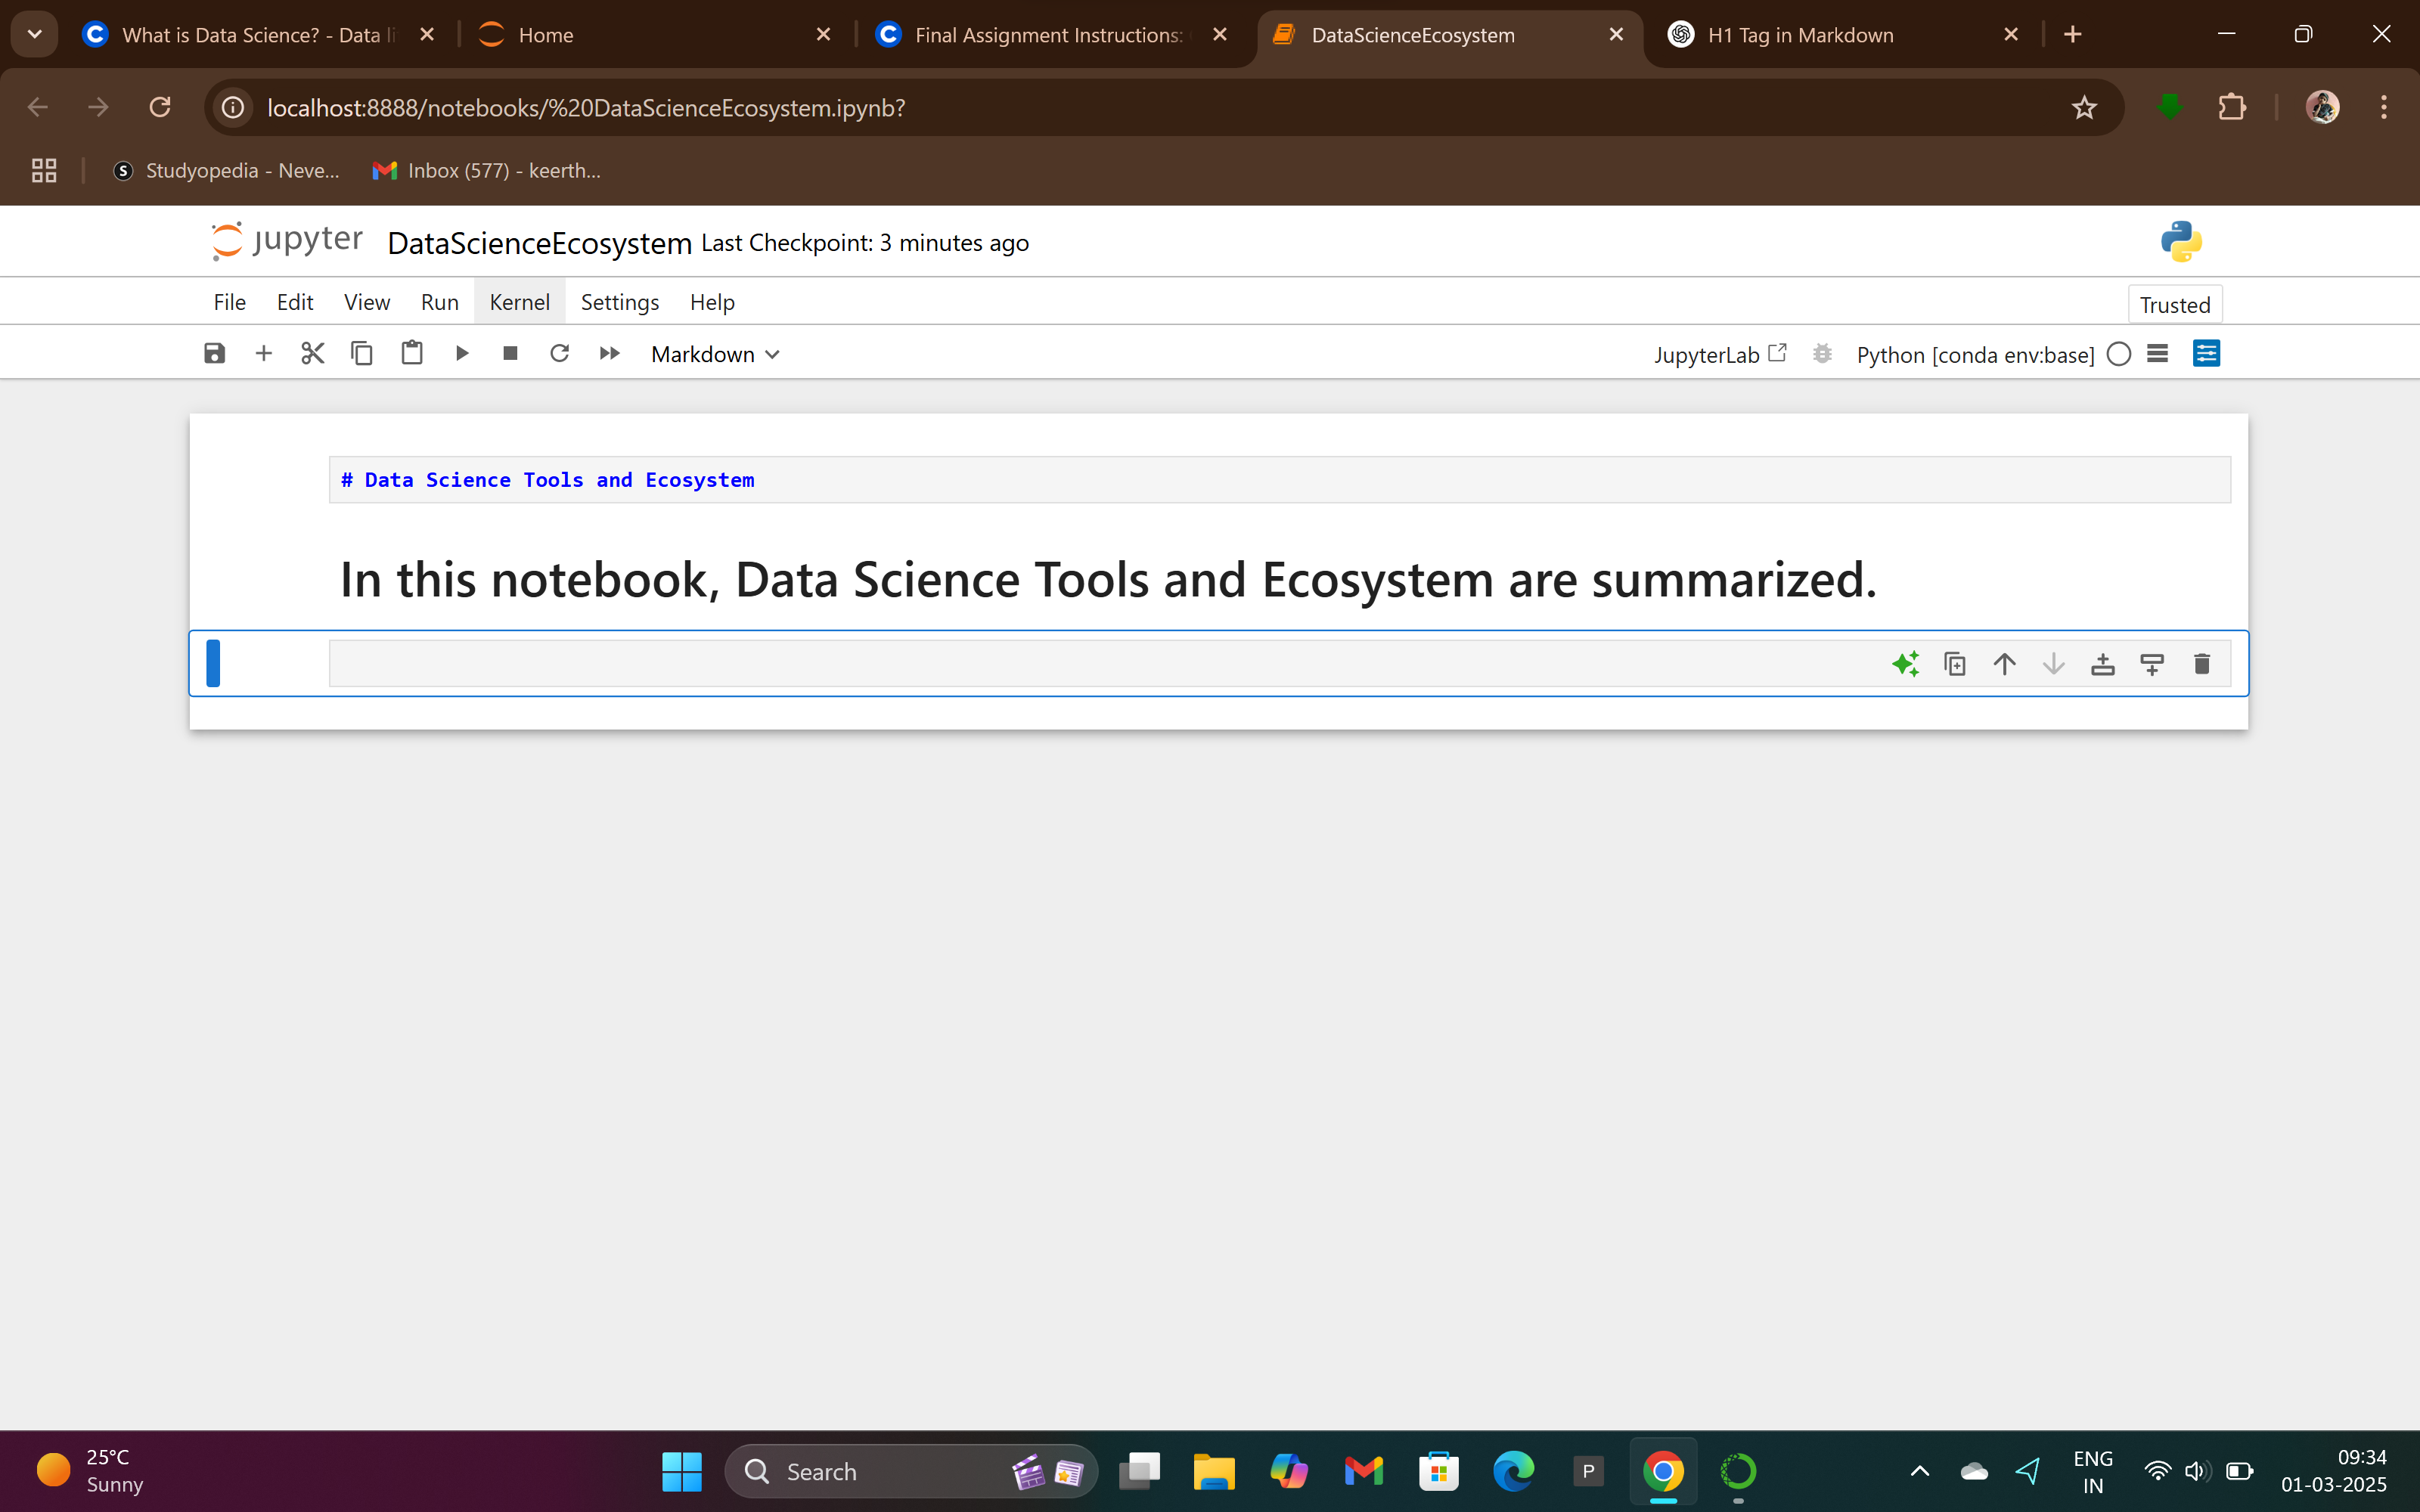 What is Data Science? - Data li
Home
Final Assignment Instructions:
DataScienceEcosystem
H1 Tag in Markdown
localhost:8888/notebooks/%20DataScienceEcosystem.ipynb?
Studyopedia - Neve...
Inbox (577) - keerth...
jupyter DataScienceEcosystem Last Checkpoint: 3 minutes ago
File Edit View Run Kernel Settings Help
Trusted
Markdown
JupyterLab
Python [conda env:base]
# Data Science Tools and Ecosystem
In this notebook, Data Science Tools and Ecosystem are summarized.
25°C
Sunny
Search
P
ENG
IN
09:34
01-03-2025